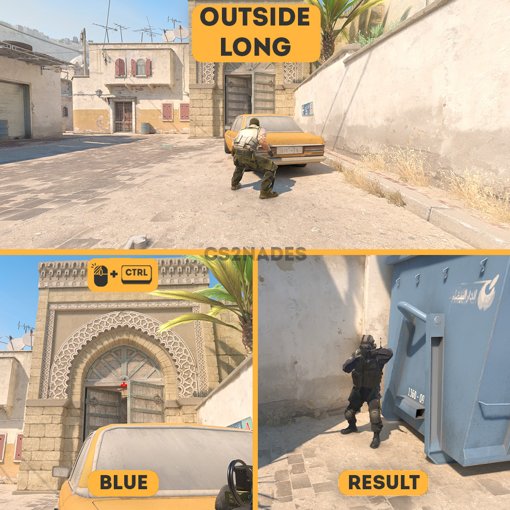 OUTSIDE
LONG
CS2NADES
+ CTRL
BLUE
RESULT